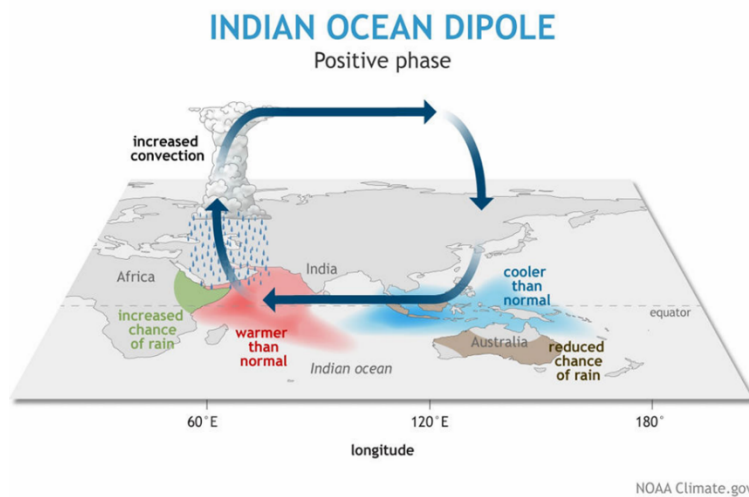 INDIAN OCEAN DIPOLE
Positive phase
increased
convection
Africa
India
cooler
than
normal
equator
increased
chance
of rain
warmer
than
normal
Indian ocean
Australia
reduced
chance
of rain
60°E
120°E
180°
longitude
NOAA Climate.gov